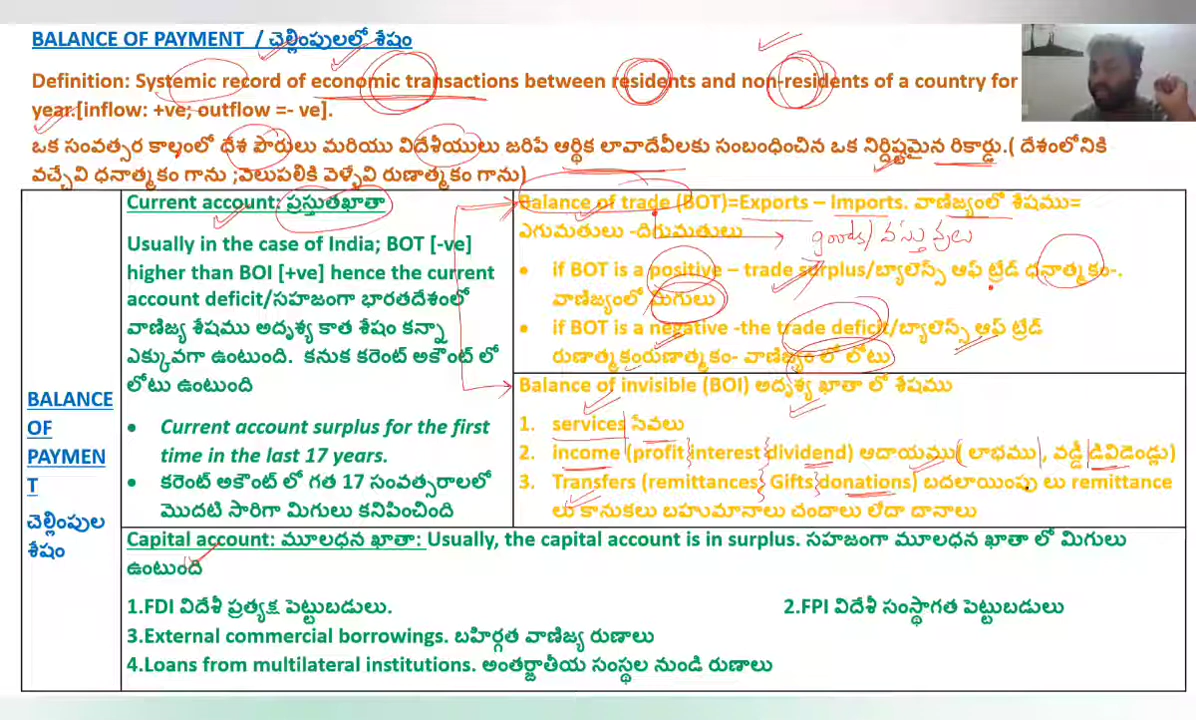 BALANCE OF PAYMENT / చెల్లింపులలో శేషం
Definition: Systemic record of economic transactions between residents and non-residents of a country for
year.[inflow: +ve; outflow =- ve].
ఒక సంవత్సర కాలంలో దేశ పౌరులు మరియు విదేశీయులు జరిపే ఆర్థిక లావాదేవీలకు సంబంధించిన ఒక నిర్దిష్టమైన రికార్డు.( దేశంలోనికి
వచ్చేవి ధనాత్మకం గాను ;వెలుపలికి వెళ్ళేవి రుణాత్మకం గాను)
BALANCE
OF
PAYMEN
T
చెల్లింపుల
శేషం
Current account: ప్రస్తుతఖాతా
Usually in the case of India; BOT [-ve]
higher than BOI [+ve] hence the current
account deficit/సహజంగా భారతదేశంలో
వాణిజ్య శేషము అదృశ్య కాత శేషం కన్నా
ఎక్కువగా ఉంటుంది. కనుక కరెంట్ అకౌంట్ లో
లోటు ఉంటుంది
• Current account surplus for the first
time in the last 17 years.
• కరెంట్ అకౌంట్ లో గత 17 సంవత్సరాలలో
మొదటి సారిగా మిగులు కనిపించింది
Balance of trade (BOT)=Exports – Imports. వాణిజ్యంలో శేషము=
ఎగుమతులు -దిగుమతులు
goods/వస్తువులు
• if BOT is a positive – trade surplus/బ్యాలెన్స్ ఆఫ్ ట్రేడ్ ధనాత్మకం-.
వాణిజ్యంలో మిగులు
• if BOT is a negative -the trade deficit/బ్యాలెన్స్ ఆఫ్ ట్రేడ్
రుణాత్మకంరుణాత్మకం- వాణిజ్యం లో లోటు
Balance of invisible (BOI) అదృశ్య ఖాతా లో శేషము
1. services సేవలు
2. income (profit interest dividend) ఆదాయము( లాభము , వడ్డీ డివిడెండ్లు)
3. Transfers (remittances Gifts donations) బదలాయింపు లు remittance
లు కానుకలు బహుమానాలు చందాలు లేదా దానాలు
Capital account: మూలధన ఖాతా: Usually, the capital account is in surplus. సహజంగా మూలధన ఖాతా లో మిగులు
ఉంటుంది
1.FDI విదేశీ ప్రత్యక్ష పెట్టుబడులు. 2.FPI విదేశీ సంస్థాగత పెట్టుబడులు
3.External commercial borrowings. బహిర్గత వాణిజ్య రుణాలు
4.Loans from multilateral institutions. అంతర్జాతీయ సంస్థల నుండి రుణాలు